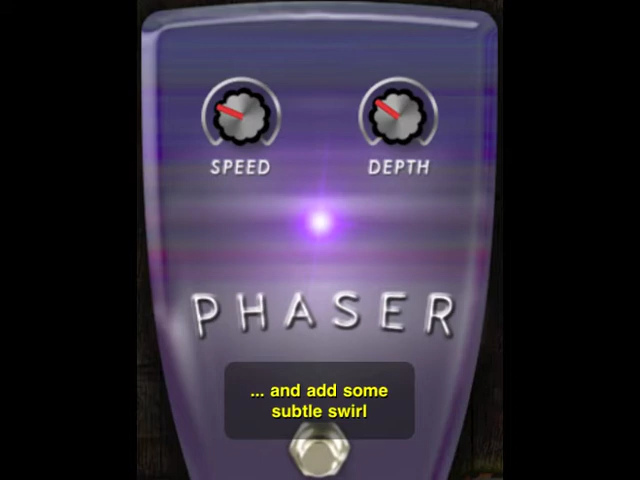 SPEED DEPTH
PHASER
... and add some
subtle swirl